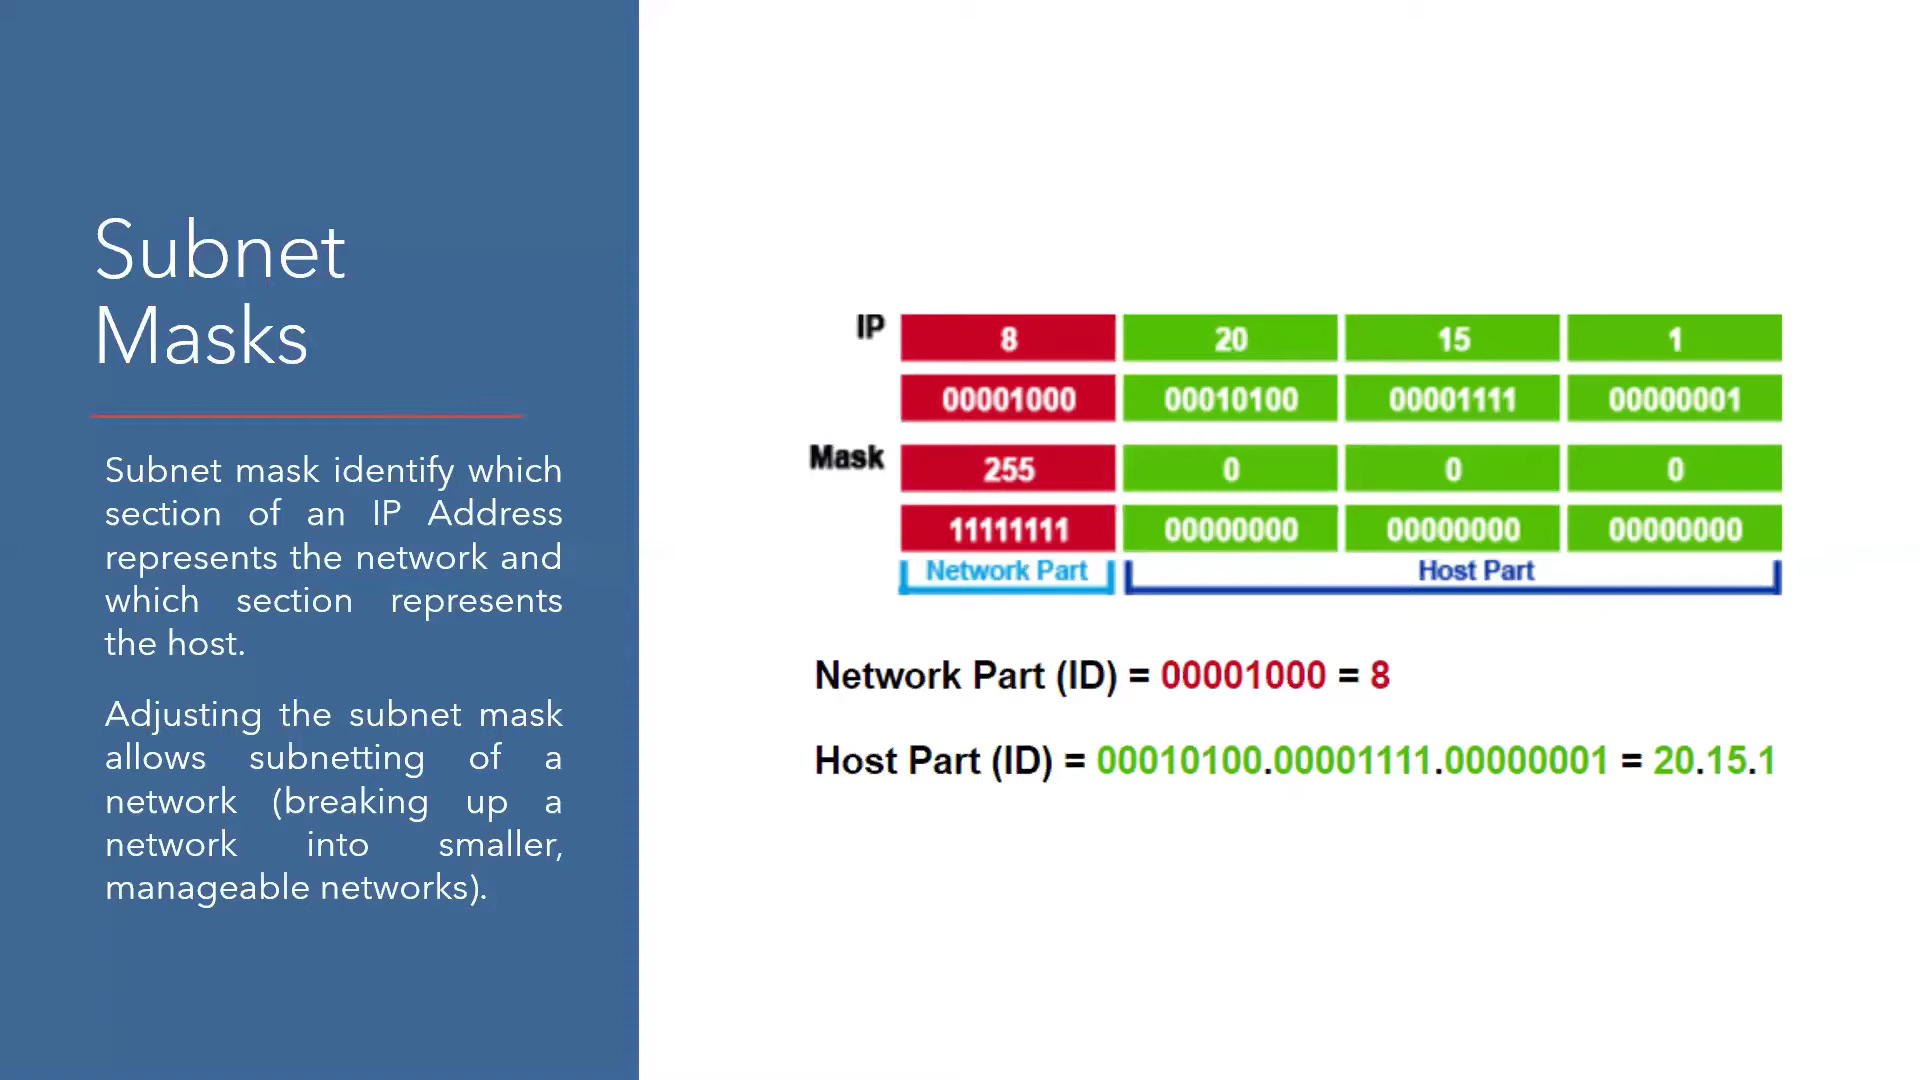 Subnet
Masks
Subnet mask identify which
section of an IP Address
represents the network and
which section represents
the host.
Adjusting the subnet mask
allows subnetting of a
network (breaking up a
network into smaller,
manageable networks).
IP 8 20 15 1
00001000 00010100 00001111 00000001
Mask 255 0 0 0
11111111 00000000 00000000 00000000
Network Part Host Part
Network Part (ID) = 00001000 = 8
Host Part (ID) = 00010100.00001111.00000001 = 20.15.1